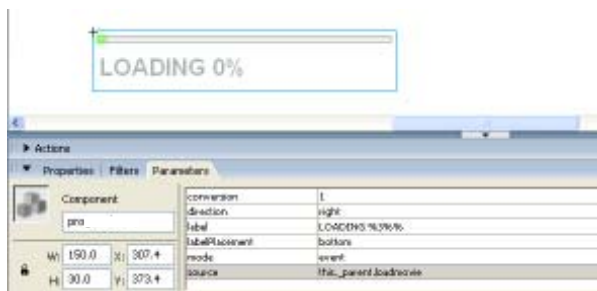 LOADING 0%
Actions
Properties Filters Parameters
Component
pro
W: 150.0 X: 307.4
H: 30.0 Y: 373.4
conversion 1
direction right
label LOADING %3%%
labelPlacement bottom
mode event
source this._parent.loadmovie